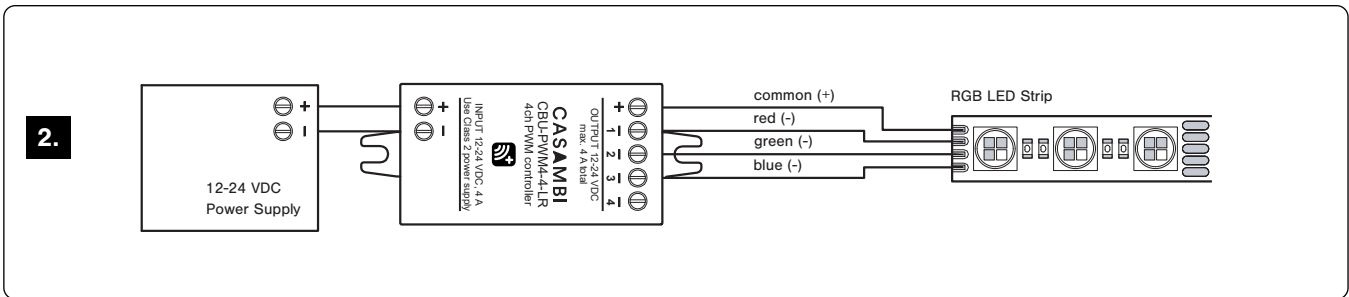 2.
+
-
12-24 VDC
Power Supply
+
-
INPUT 12-24 VDC, 4 A
Use Class 2 power supply
CASAMBI
CBU-PWM4-4-LR
4ch PWM controller
OUTPUT 12-24 VDC
max. 4 A total
+
1 -
2 -
3 -
4 -
common (+)
red (-)
green (-)
blue (-)
RGB LED Strip